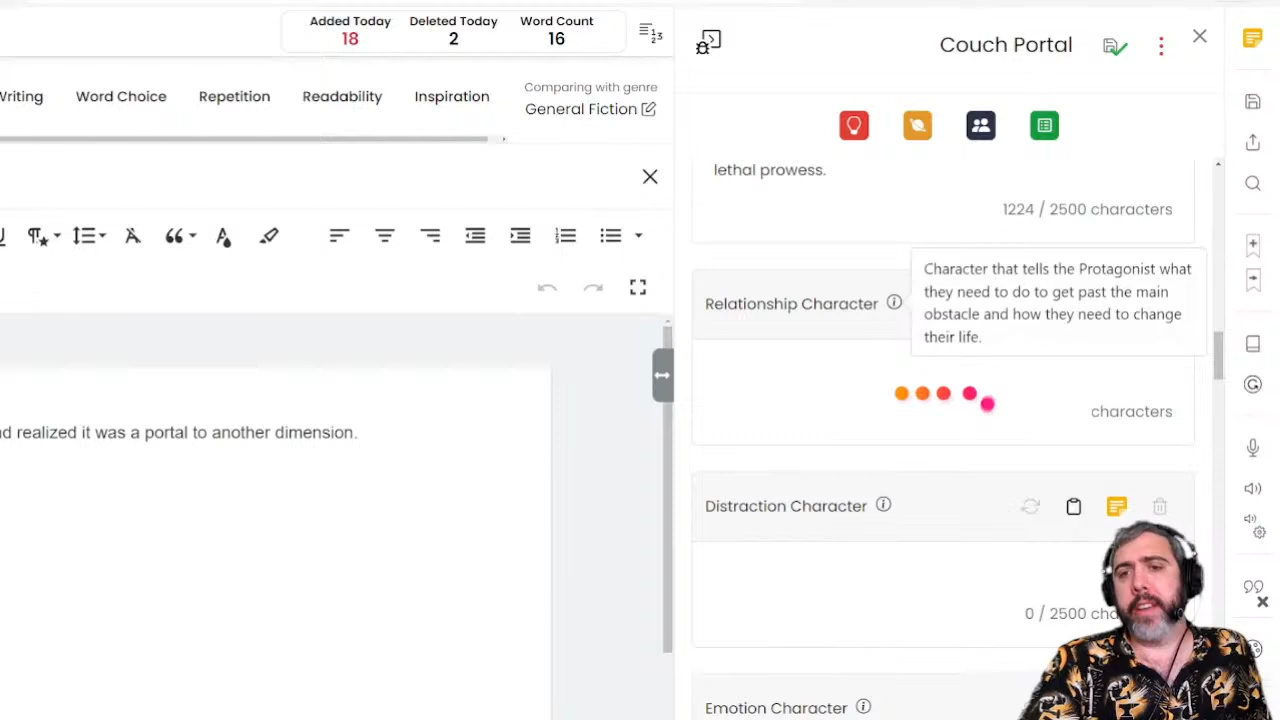 Added Today
18
Deleted Today
2
Word Count
16
Writing
Word Choice
Repetition
Readability
Inspiration
Comparing with genre
General Fiction
realized it was a portal to another dimension.
Couch Portal
lethal prowess.
1224 / 2500 characters
Relationship Character
Character that tells the Protagonist what
they need to do to get past the main
obstacle and how they need to change
their life.
characters
Distraction Character
0 / 2500
Emotion Character